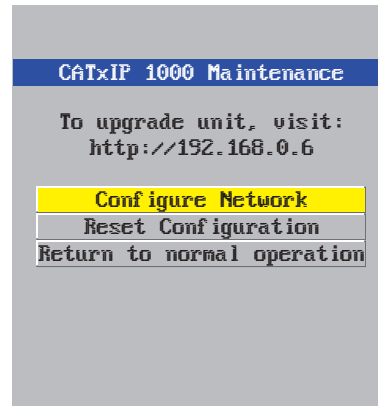 CATxIP 1000 Maintenance
To upgrade unit, visit:
http://192.168.0.6
Configure Network
Reset Configuration
Return to normal operation